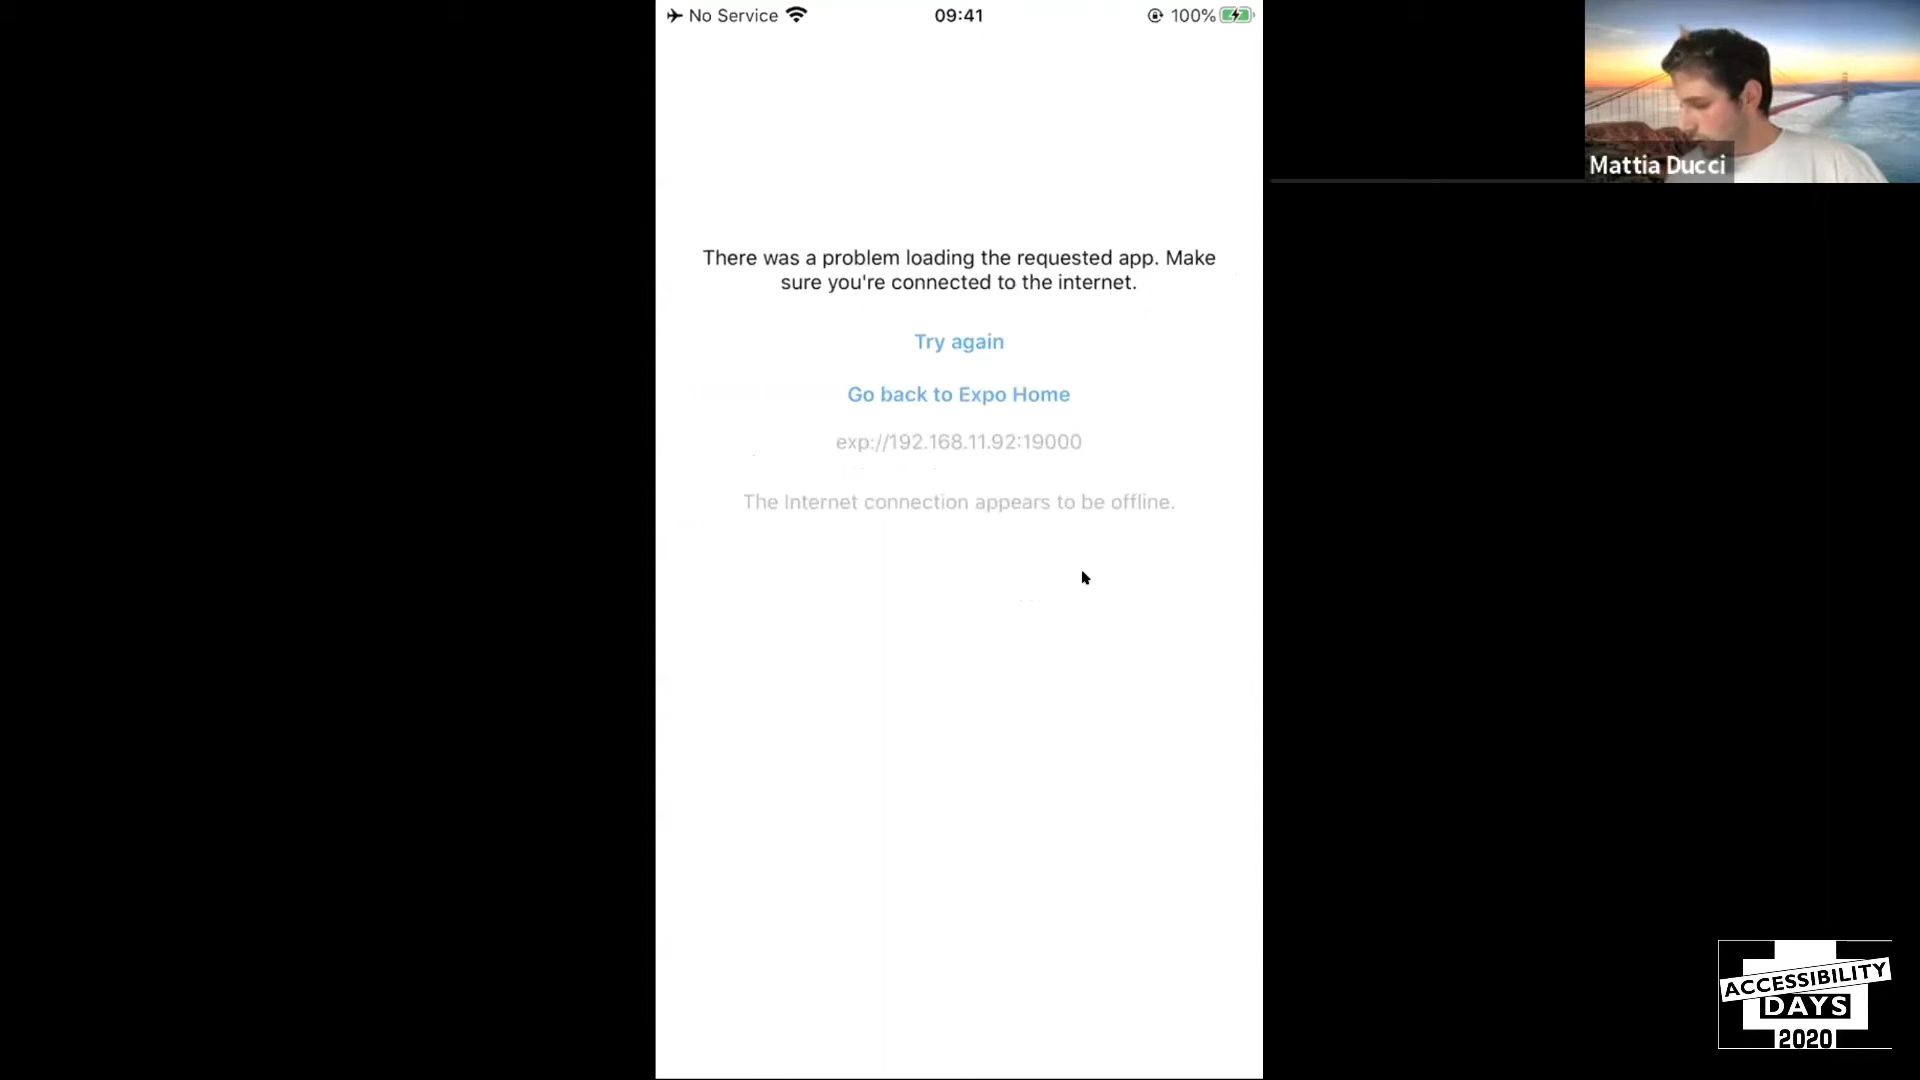 No Service
09:41
100%
Mattia Ducci
There was a problem loading the requested app. Make
sure you're connected to the internet.
Try again
Go back to Expo Home
exp://192.168.11.92:19000
The Internet connection appears to be offline.
ACCESSIBILITY
DAYS
2020